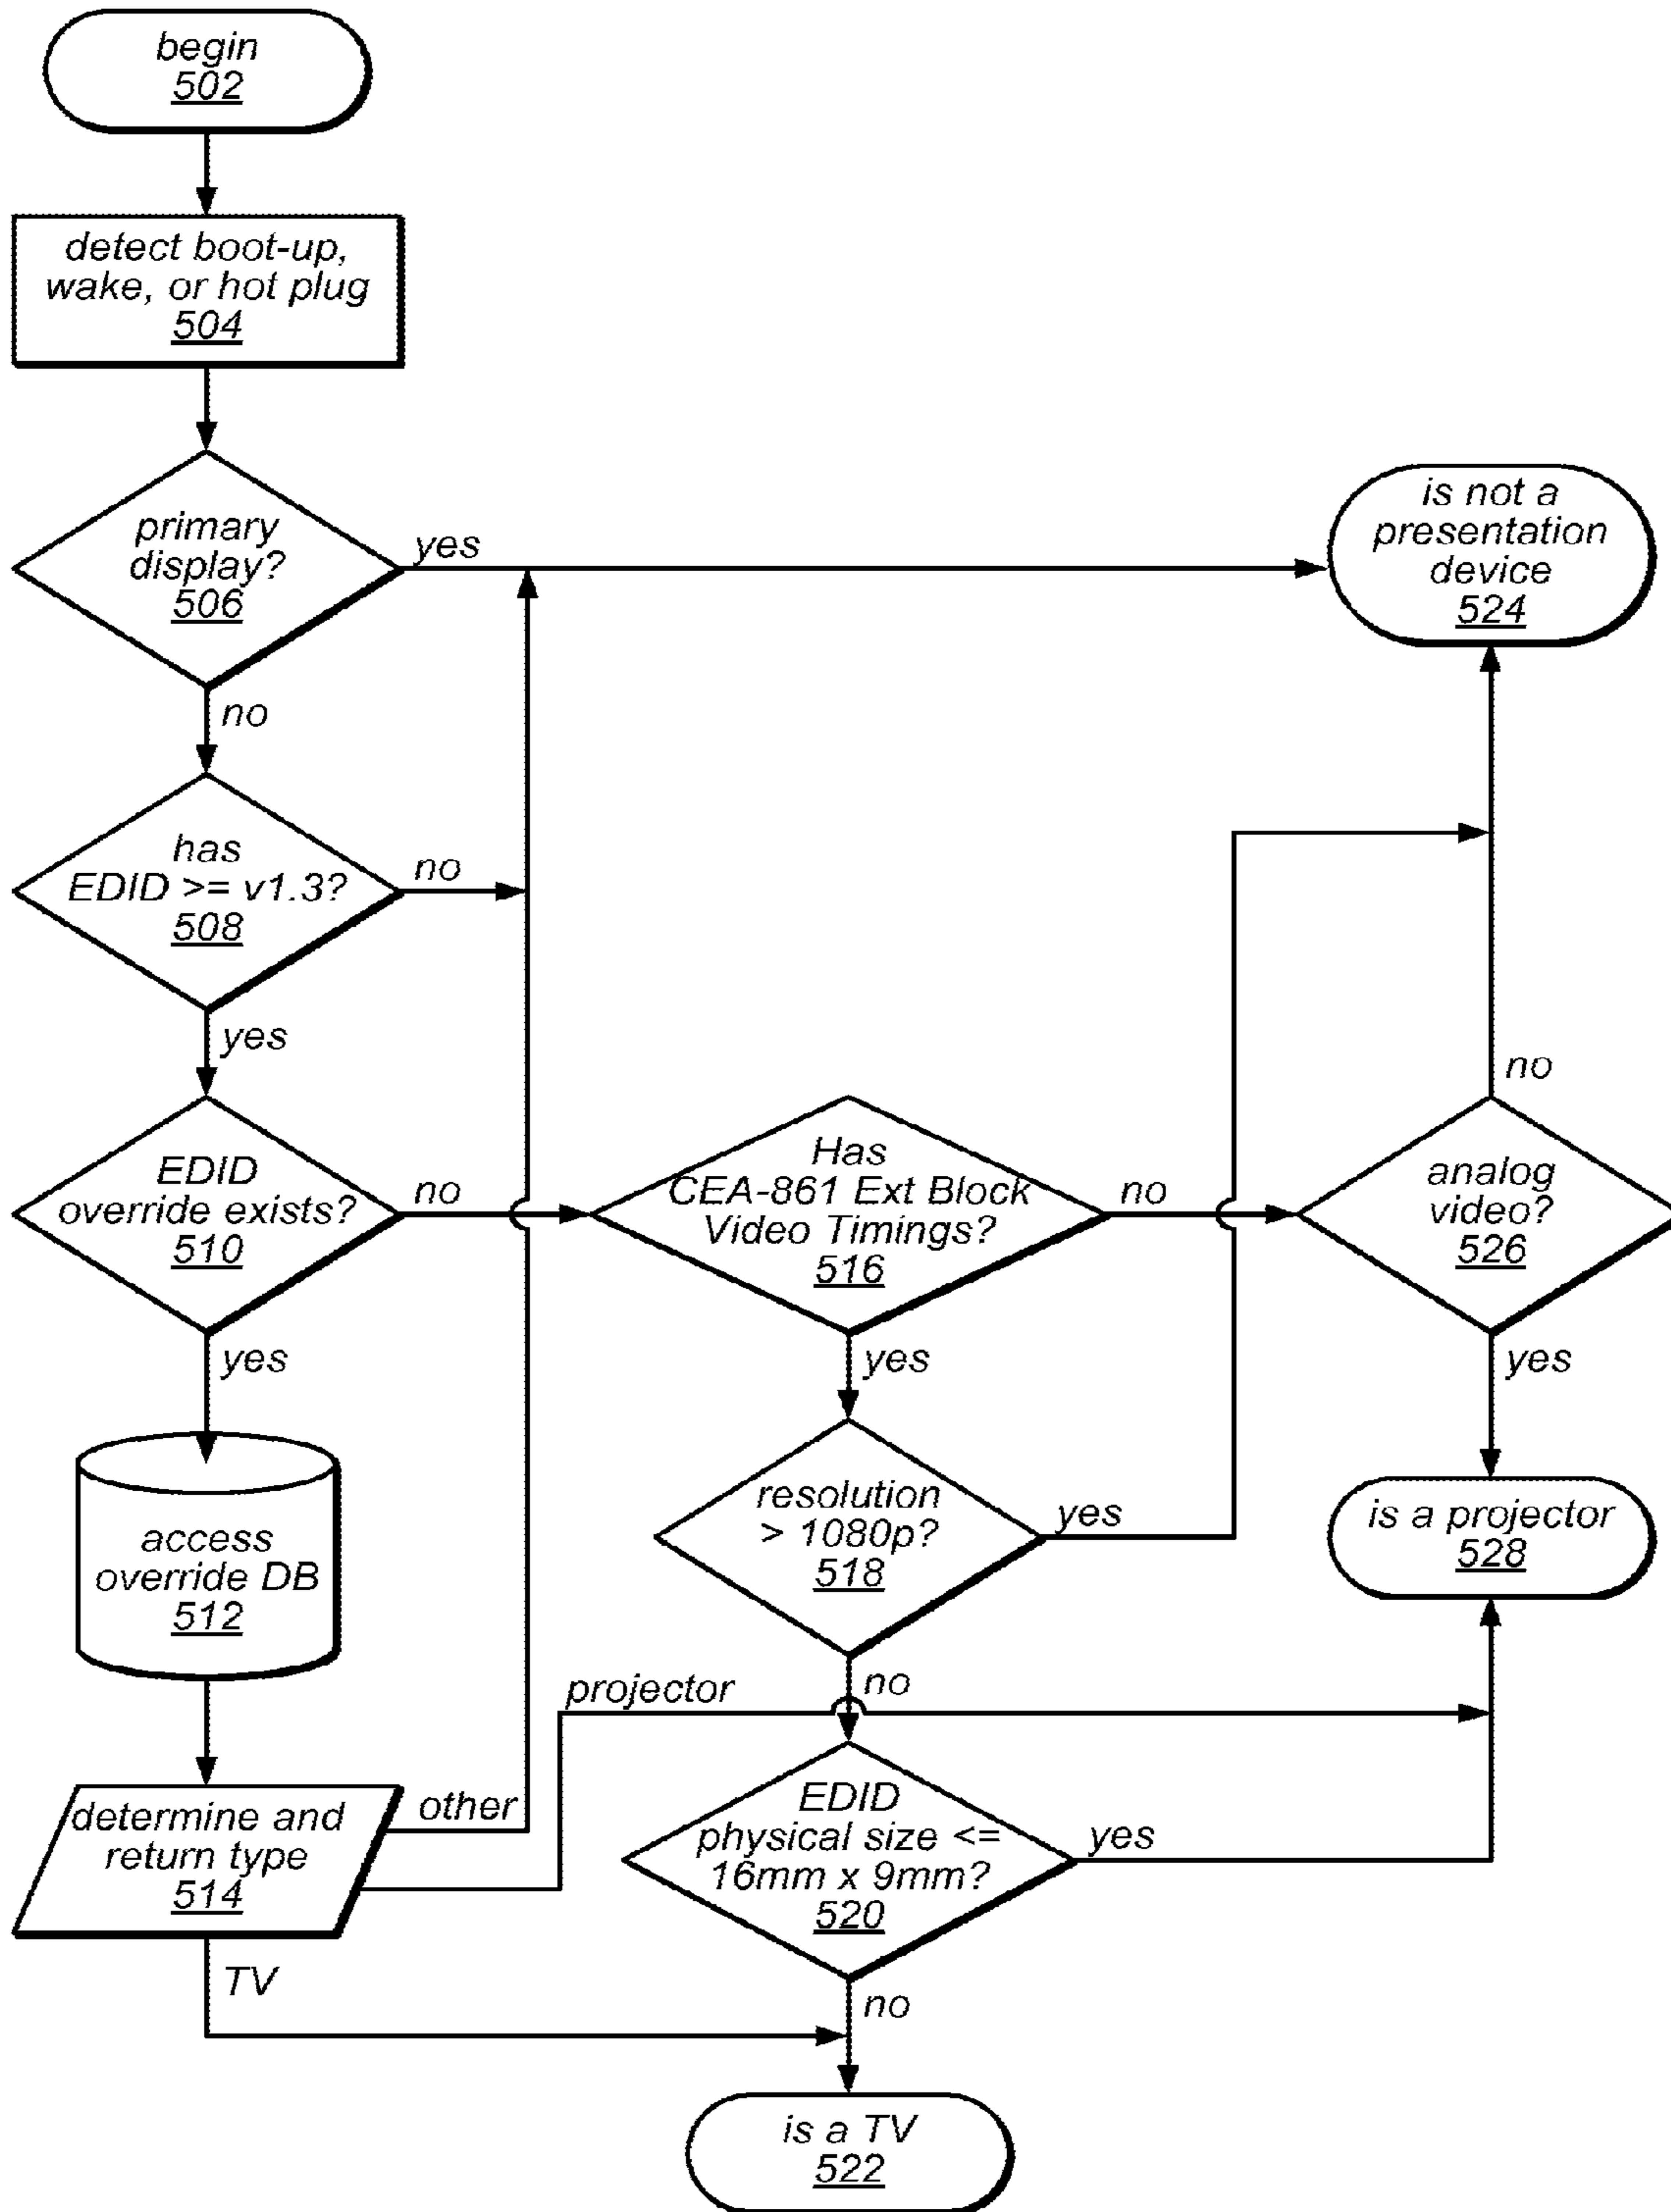 begin
502
detect boot-up,
wake, or hot plug
504
primary
display?
506
yes
is not a
presentation
device
524
no
has
EDID >= v1.3?
508
no
yes
no
EDID
override exists?
510
no
Has
CEA-861 Ext Block
Video Timings?
516
no
analog
video?
526
yes
yes
yes
access
override DB
512
resolution
> 1080p?
518
yes
is a projector
528
no
projector
determine and
return type
514
other
EDID
physical size <=
16mm x 9mm?
520
yes
TV
no
is a TV
522